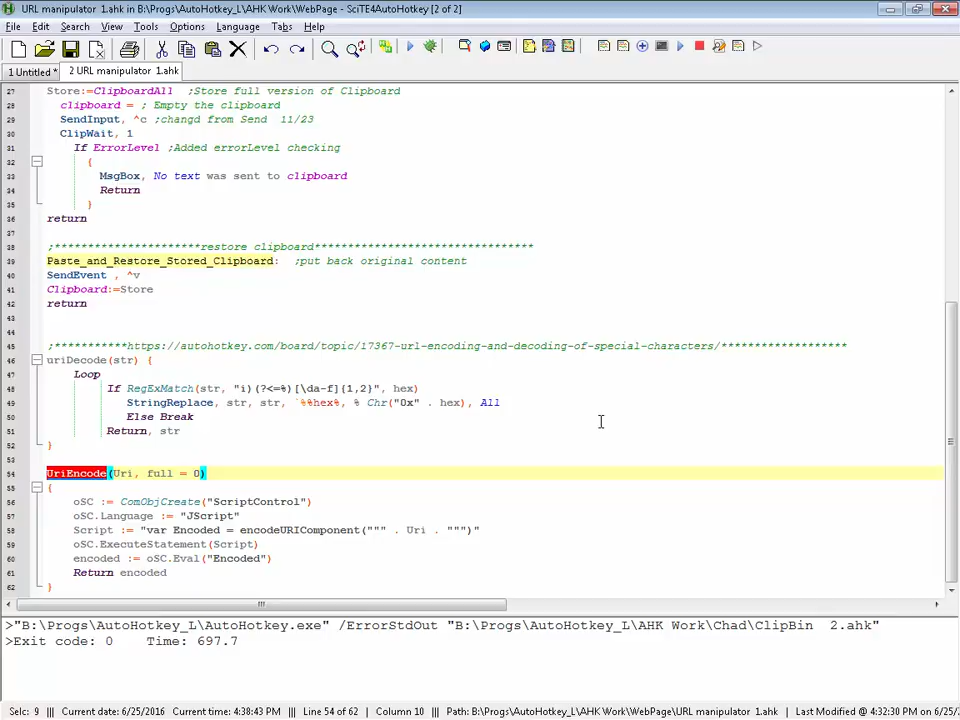 URL manipulator 1.ahk in B:\Progs\AutoHotkey_L\AHK Work\WebPage - SciTE4AutoHotkey [2 of 2]
File Edit Search View Tools Options Language Tabs Help
1 Untitled * 2 URL manipulator 1.ahk
27 Store:=ClipboardAll ;Store full version of Clipboard
28 clipboard = ; Empty the clipboard
29 SendInput, ^c ;changd from Send 11/23
30 ClipWait, 1
31 If ErrorLevel ;Added errorLevel checking
32 {
33 MsgBox, No text was sent to clipboard
34 Return
35 }
36 return
37
38 ;**********************restore clipboard*********************************
39 Paste_and_Restore_Stored_Clipboard: ;put back original content
40 SendEvent , ^v
41 Clipboard:=Store
42 return
43
44
45 ;***********https://autohotkey.com/board/topic/17367-url-encoding-and-decoding-of-special-characters/*******************
46 uriDecode(str) {
47 Loop
48 If RegExMatch(str, "i)(?<=%)[\da-f]{1,2}", hex)
49 StringReplace, str, str, `%%hex%, % Chr("0x" . hex), All
50 Else Break
51 Return, str
52 }
53
54 UriEncode(Uri, full = 0)
55 {
56 oSC := ComObjCreate("ScriptControl")
57 oSC.Language := "JScript"
58 Script := "var Encoded = encodeURIComponent(""" . Uri . """)"
59 oSC.ExecuteStatement(Script)
60 encoded := oSC.Eval("Encoded")
61 Return encoded
62 }
>"B:\Progs\AutoHotkey_L\AutoHotkey.exe" /ErrorStdOut "B:\Progs\AutoHotkey_L\AHK Work\Chad\ClipBin 2.ahk"
>Exit code: 0 Time: 697.7
Selc: 9 ||| Current date: 6/25/2016 Current time: 4:38:43 PM ||| Line 54 of 62 ||| Column 10 ||| Path: B:\Progs\AutoHotkey_L\AHK Work\WebPage\URL manipulator 1.ahk ||| Last Modified @ 4:32:30 PM on 6/25/